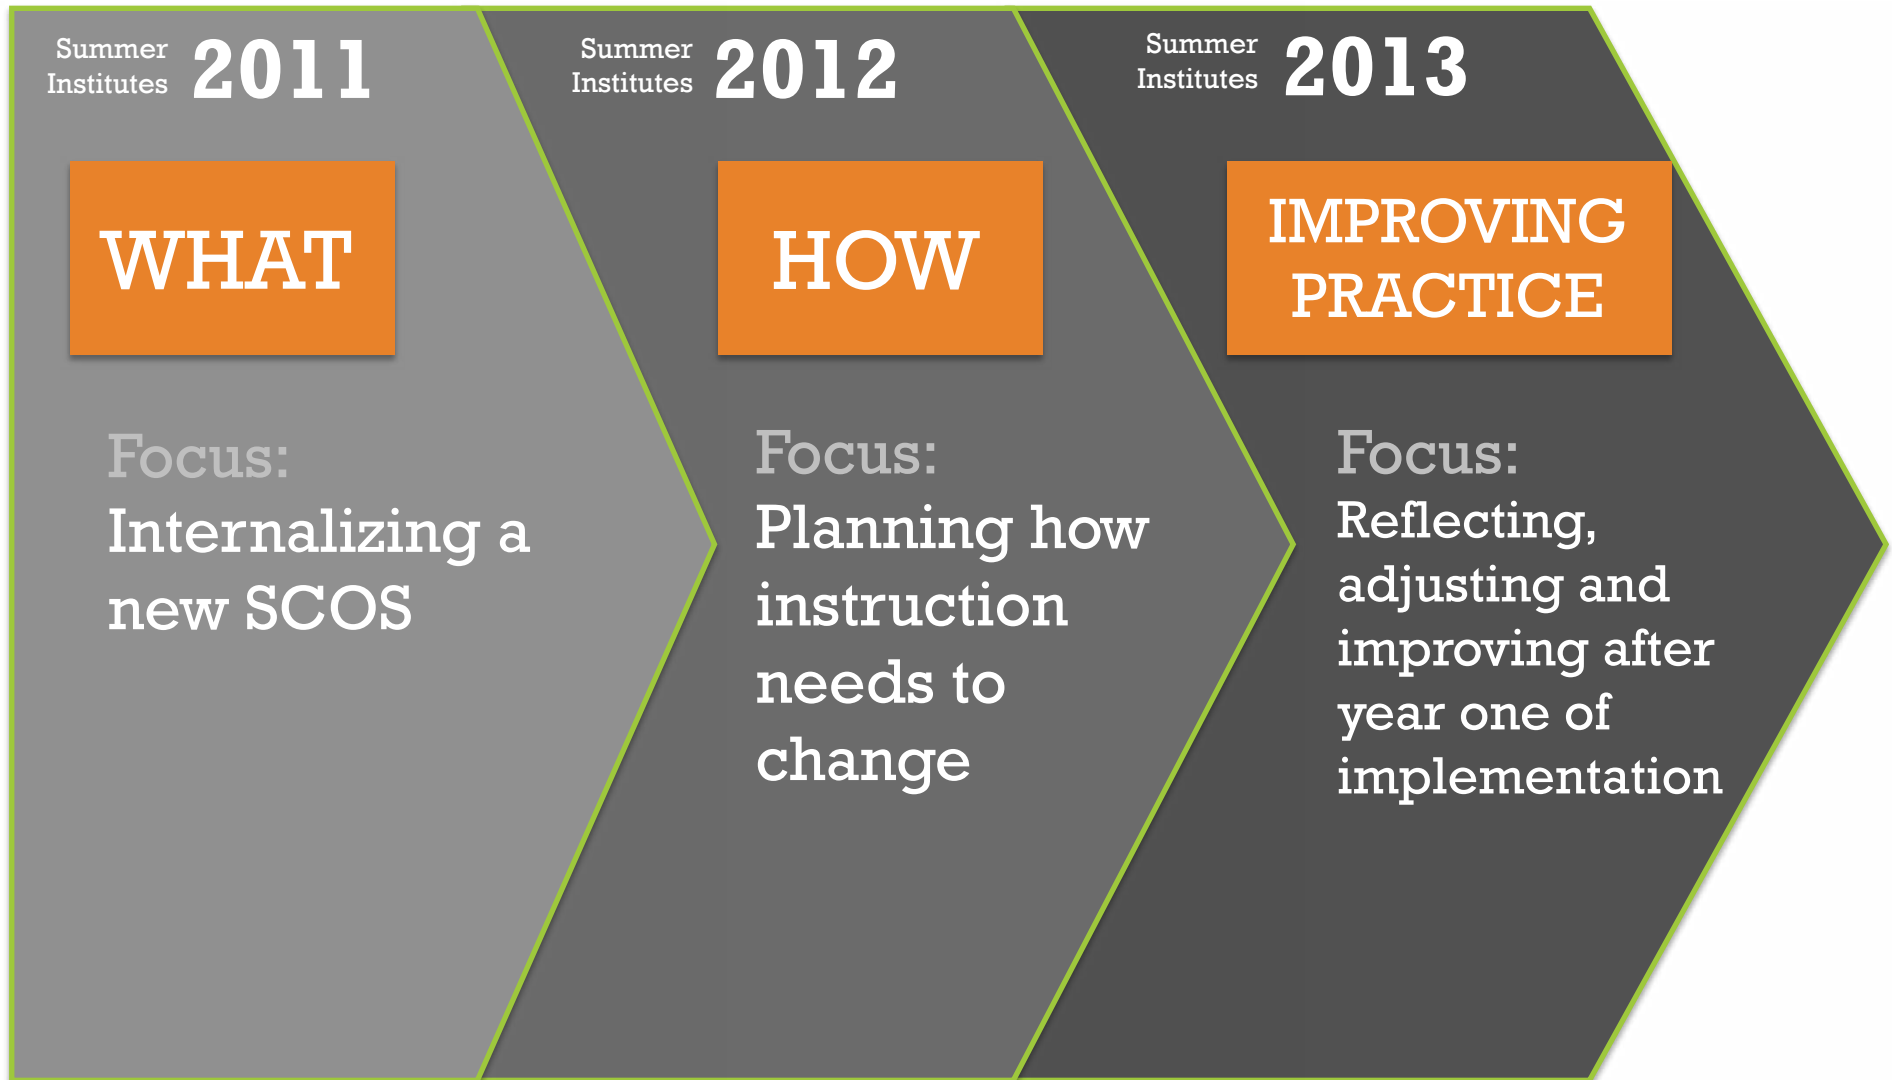 Summer
Institutes 2011
WHAT
Focus:
Internalizing a
new SCOS
Summer
Institutes 2012
HOW
Focus:
Planning how
instruction
needs to
change
Summer
Institutes 2013
IMPROVING
PRACTICE
Focus:
Reflecting,
adjusting and
improving after
year one of
implementation